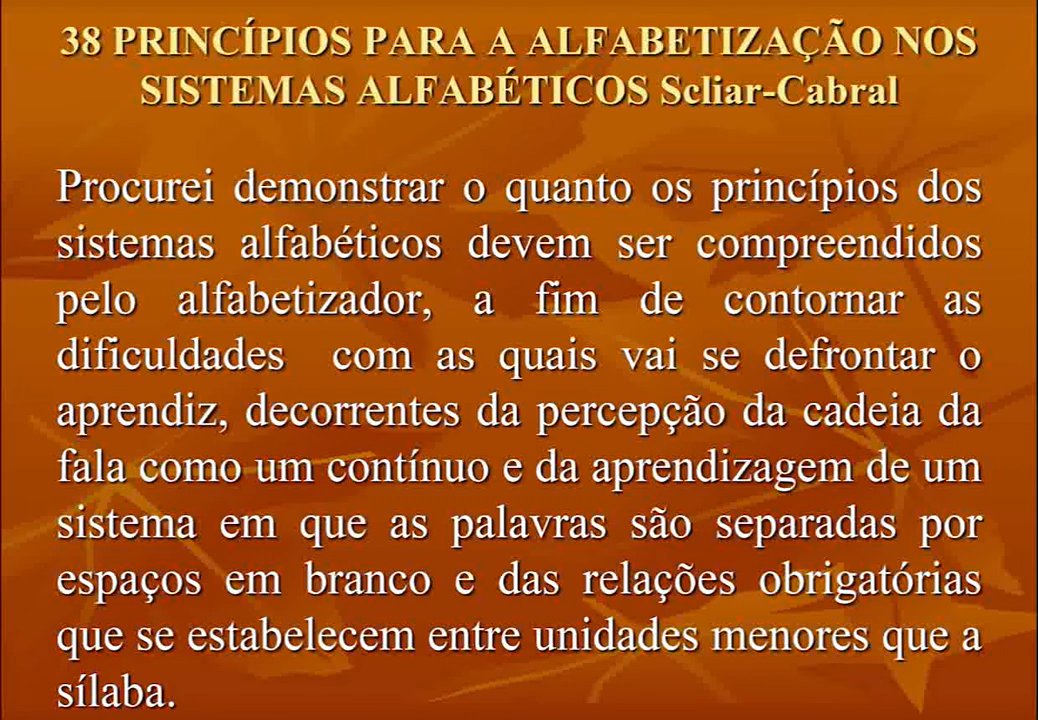 38 PRINCÍPIOS PARA A ALFABETIZAÇÃO NOS
SISTEMAS ALFABÉTICOS Scliar-Cabral
Procurei demonstrar o quanto os princípios dos
sistemas alfabéticos devem ser compreendidos
pelo alfabetizador, a fim de contornar as
dificuldades com as quais vai se defrontar o
aprendiz, decorrentes da percepção da cadeia da
fala como um contínuo e da aprendizagem de um
sistema em que as palavras são separadas por
espaços em branco e das relações obrigatórias
que se estabelecem entre unidades menores que a
sílaba.